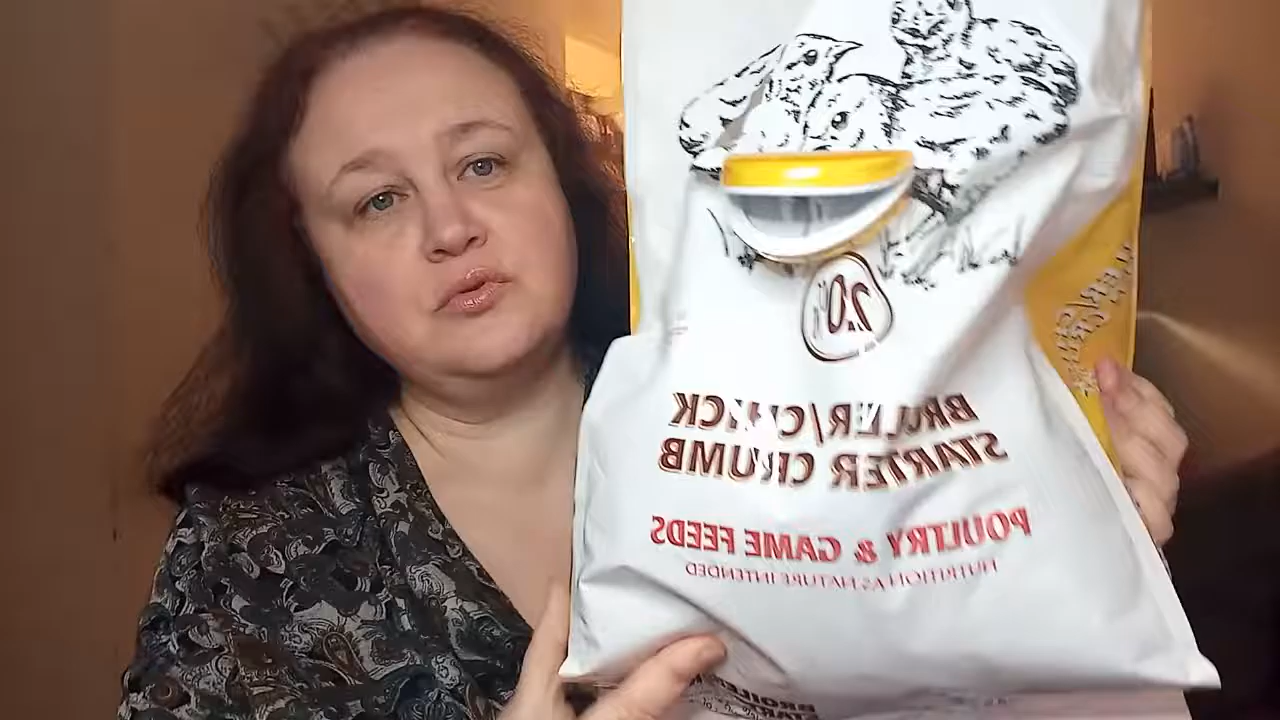 20
BROILER/CHICK
STARTER CRUMB
POULTRY & GAME FEEDS
NUTRITION AS NATURE INTENDED